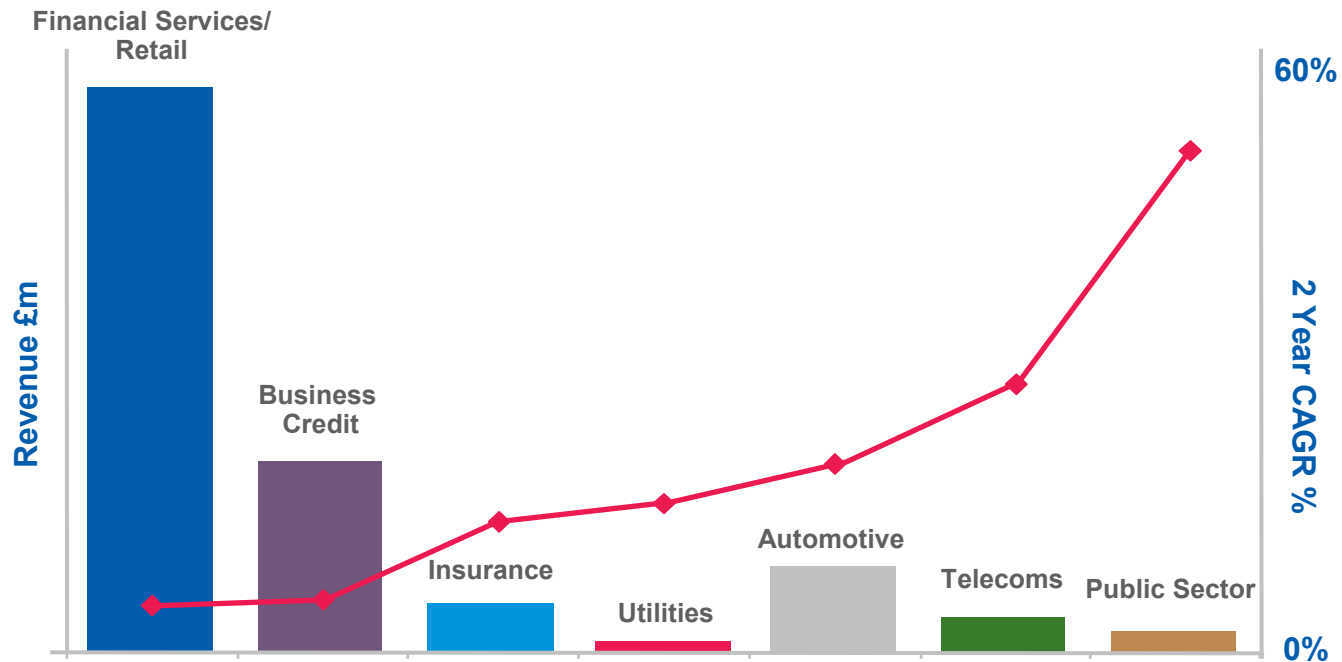 Financial Services/
Retail
60%
Revenue £m
2 Year CAGR %
Business
Credit
Insurance
Utilities
Automotive
Telecoms
Public Sector
0%